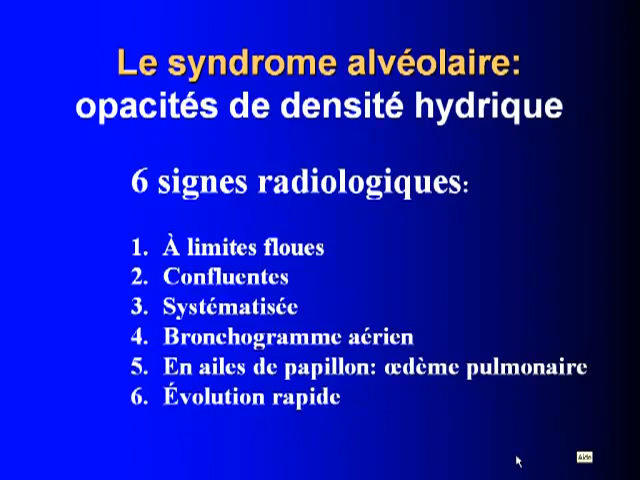 Le syndrome alvéolaire:
opacités de densité hydrique
6 signes radiologiques:
1. À limites floues
2. Confluentes
3. Systématisée
4. Bronchogramme aérien
5. En ailes de papillon: œdème pulmonaire
6. Évolution rapide
Aide